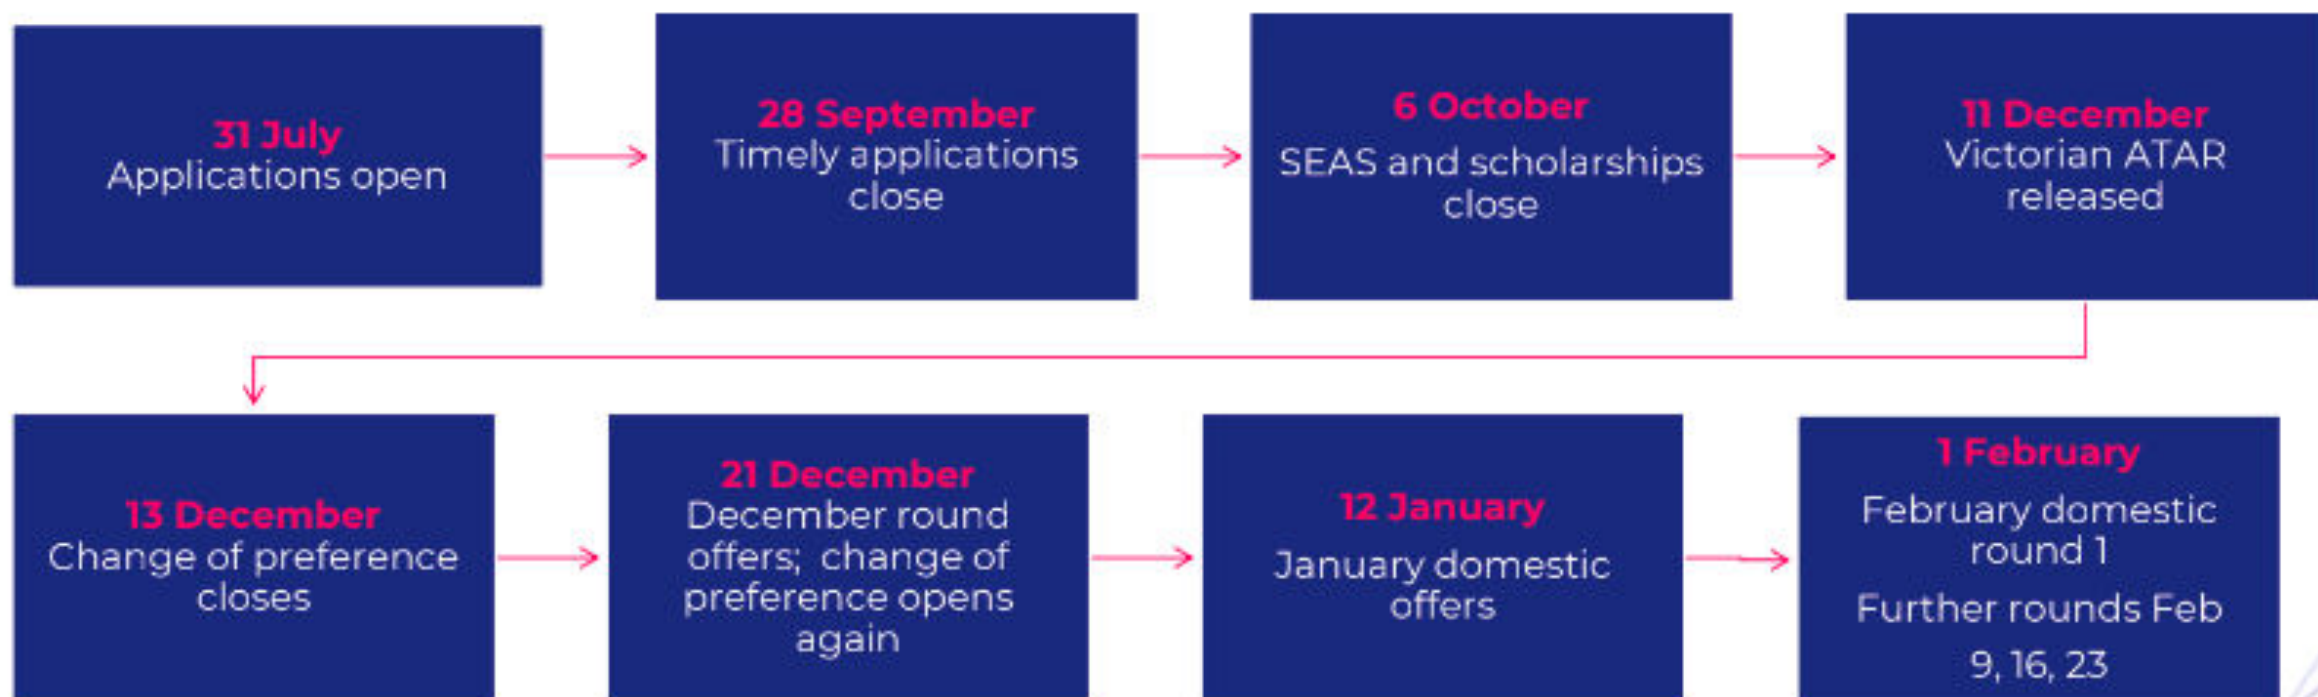 31 July
Applications open
28 September
Timely applications
close
6 October
SEAS and scholarships
close
11 December
Victorian ATAR
released
13 December
Change of preference
closes
21 December
December round
offers;  change of
preference opens
again
12 January
January domestic
offers
1 February
February domestic
round 1
Further rounds Feb
9, 16, 23